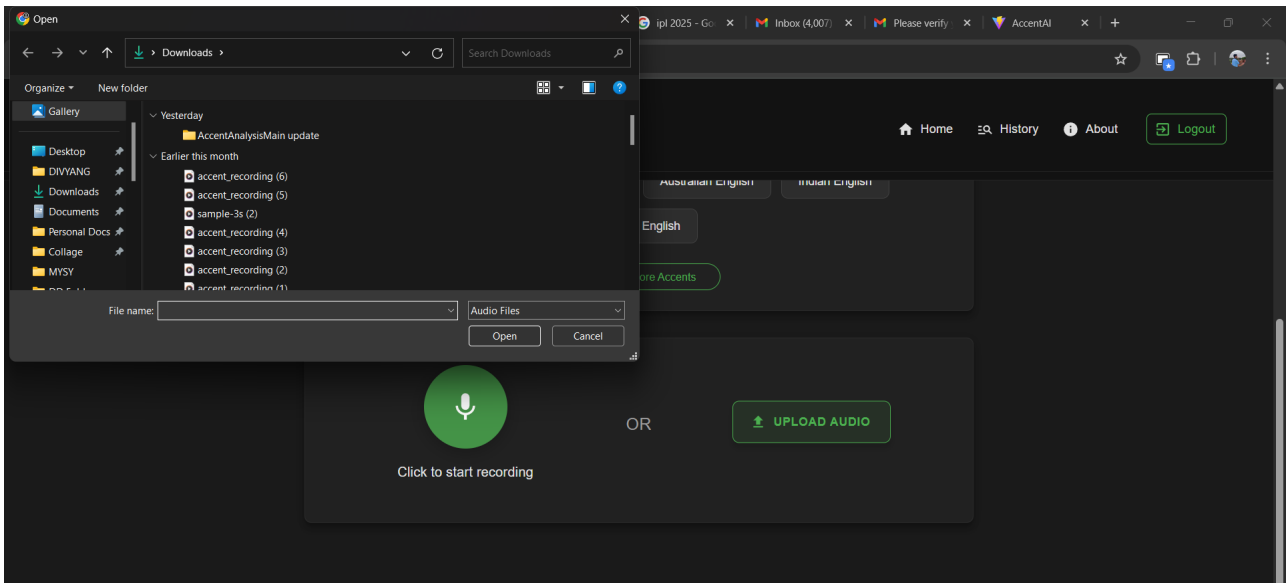 Open
ipl 2025 - Go
Inbox (4,007)
Please verify
AccentAI
Downloads
Search Downloads
Organize
New folder
Gallery
Desktop
DIVYANG
Downloads
Documents
Personal Docs
Collage
MYSY
Yesterday
AccentAnalysisMain update
Earlier this month
accent_recording (6)
accent_recording (5)
sample-3s (2)
accent_recording (4)
accent_recording (3)
accent_recording (2)
accent_recording (1)
File name:
Audio Files
Open
Cancel
Home
History
About
Logout
Australian English
Indian English
English
ore Accents
Click to start recording
OR
UPLOAD AUDIO